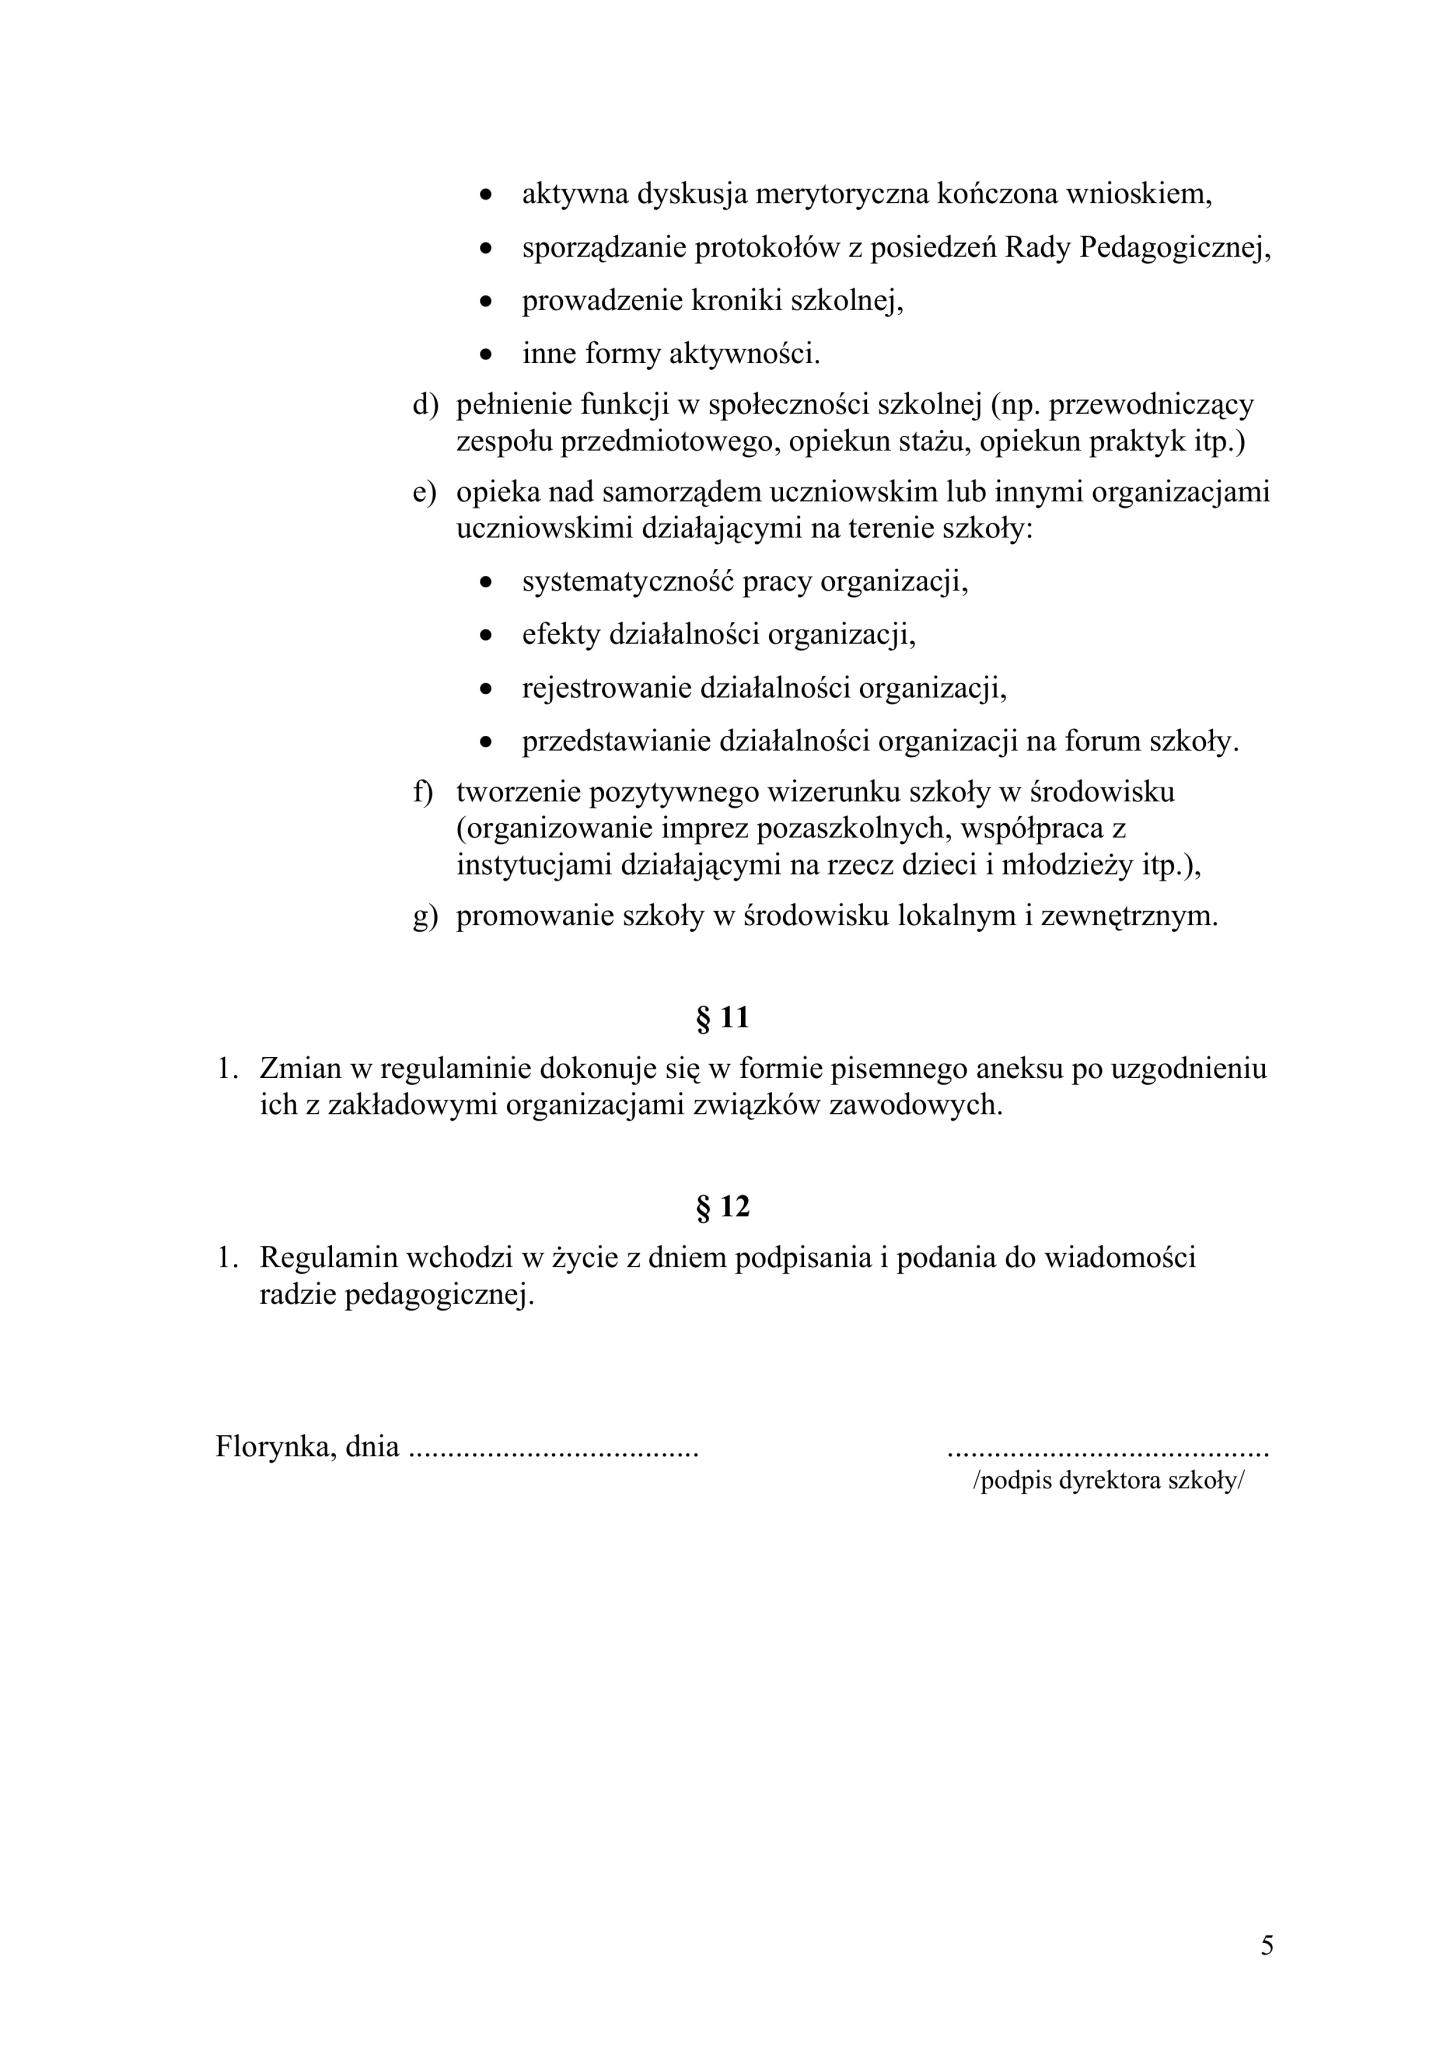 • aktywna dyskusja merytoryczna kończona wnioskiem,
• sporządzanie protokołów z posiedzeń Rady Pedagogicznej,
• prowadzenie kroniki szkolnej,
• inne formy aktywności.
d) pełnienie funkcji w społeczności szkolnej (np. przewodniczący
zespołu przedmiotowego, opiekun stażu, opiekun praktyk itp.)
e) opieka nad samorządem uczniowskim lub innymi organizacjami
uczniowskimi działającymi na terenie szkoły:
• systematyczność pracy organizacji,
• efekty działalności organizacji,
• rejestrowanie działalności organizacji,
• przedstawianie działalności organizacji na forum szkoły.
f) tworzenie pozytywnego wizerunku szkoły w środowisku
(organizowanie imprez pozaszkolnych, współpraca z
instytucjami działającymi na rzecz dzieci i młodzieży itp.),
g) promowanie szkoły w środowisku lokalnym i zewnętrznym.
§ 11
1. Zmian w regulaminie dokonuje się w formie pisemnego aneksu po uzgodnieniu
ich z zakładowymi organizacjami związków zawodowych.
§ 12
1. Regulamin wchodzi w życie z dniem podpisania i podania do wiadomości
radzie pedagogicznej.
Florynka, dnia ..................................... .........................................
/podpis dyrektora szkoły/
5